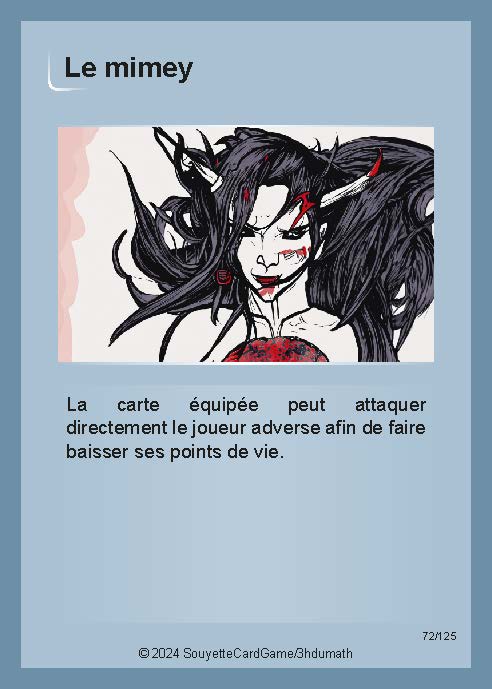 Le mimey
La carte équipée peut attaquer
directement le joueur adverse afin de faire
baisser ses points de vie.
72/125
© 2024 SouyetteCardGame/3hdumath